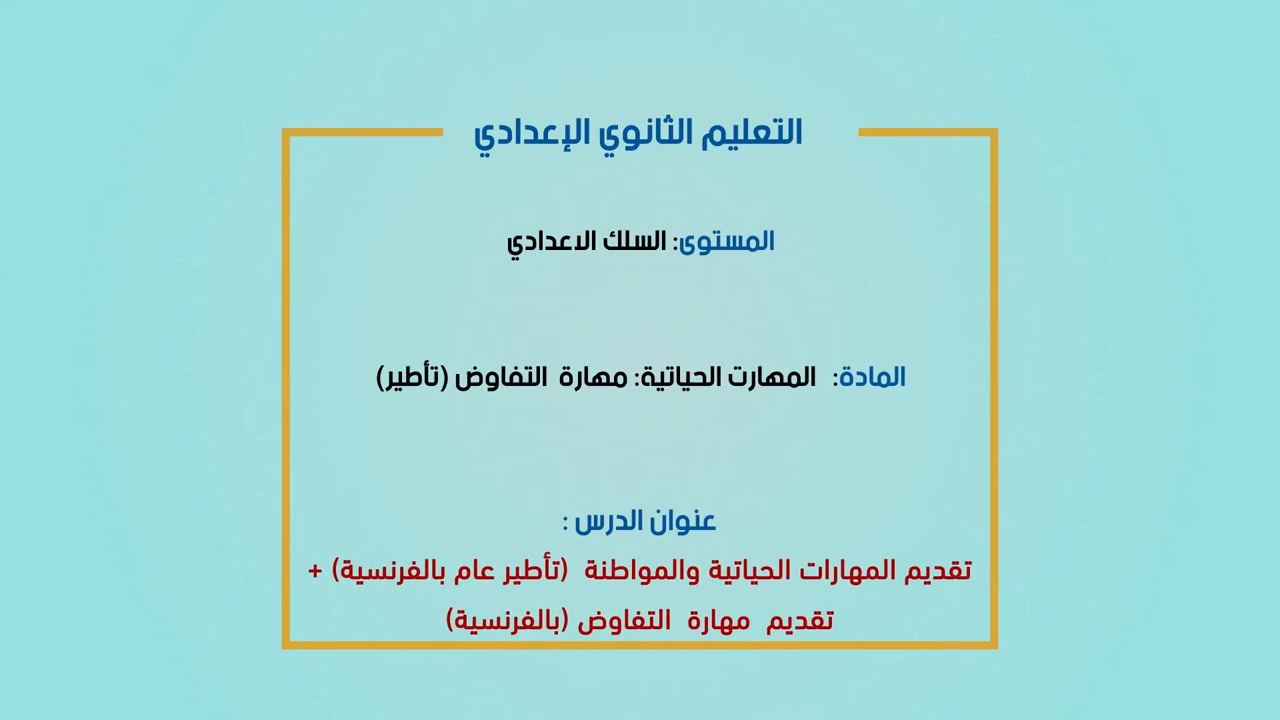 التعليم الثانوي الإعدادي
المستوى: السلك الاعدادي
المادة: المهارت الحياتية: مهارة التفاوض (تأطير)
عنوان الدرس :
تقديم المهارات الحياتية والمواطنة (تأطير عام بالفرنسية) +
تقديم مهارة التفاوض (بالفرنسية)